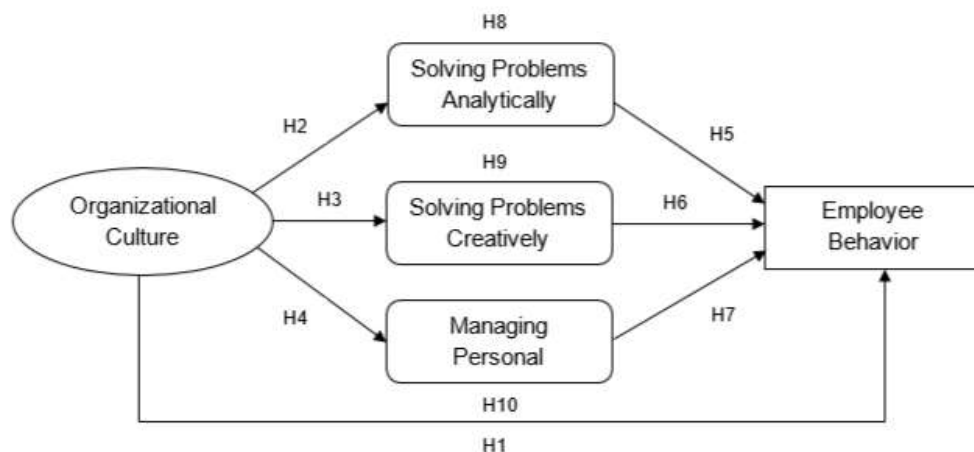 H8
Solving Problems
Analytically
H2
H5
H9
Organizational
Culture
H3
Solving Problems
Creatively
H6
Employee
Behavior
H4
Managing
Personal
H7
H10
H1